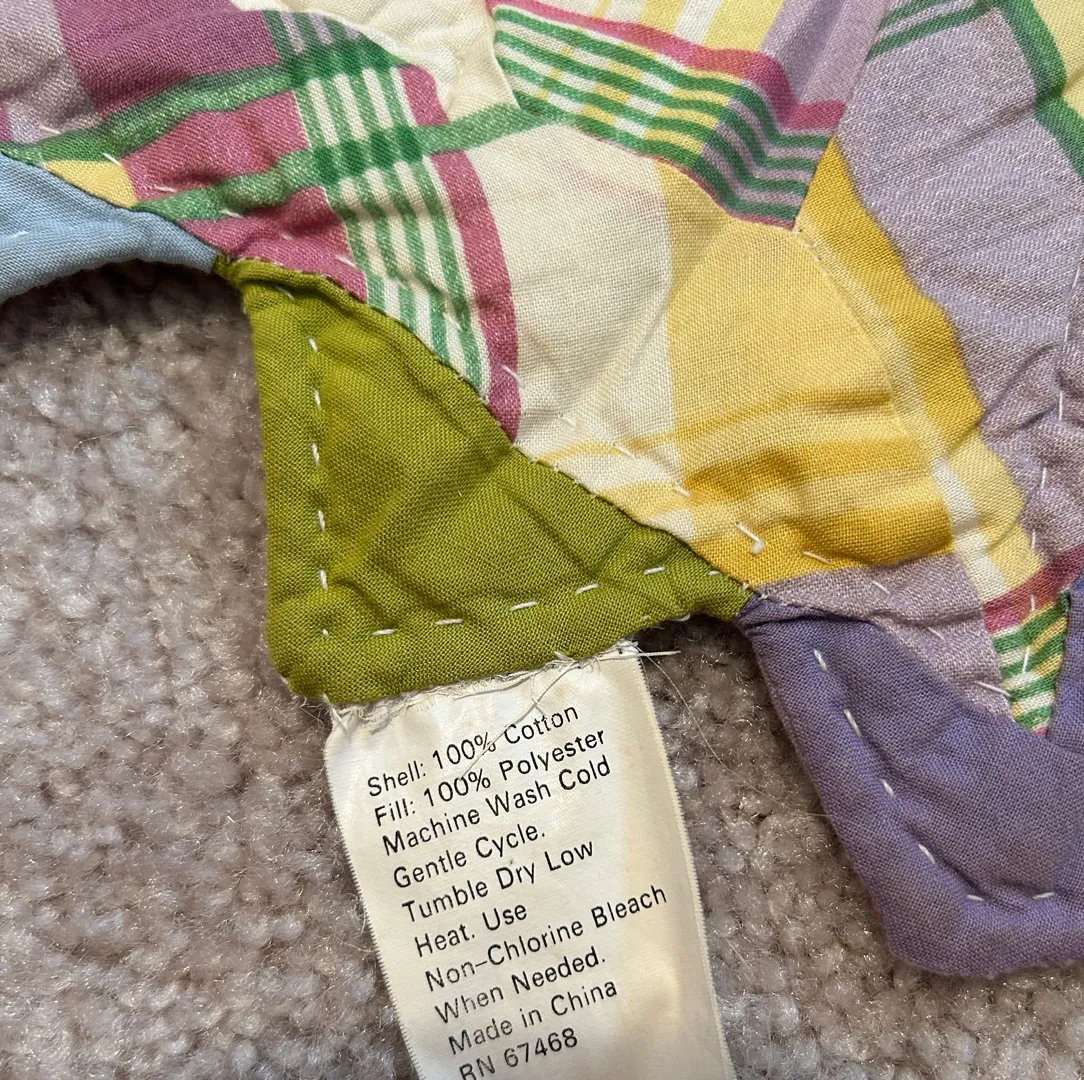 Shell: 100% Cotton
Fill: 100% Polyester
Machine Wash Cold
Gentle Cycle.
Tumble Dry Low
Heat. Use
Non-Chlorine Bleach
When Needed.
Made in China
RN 67468